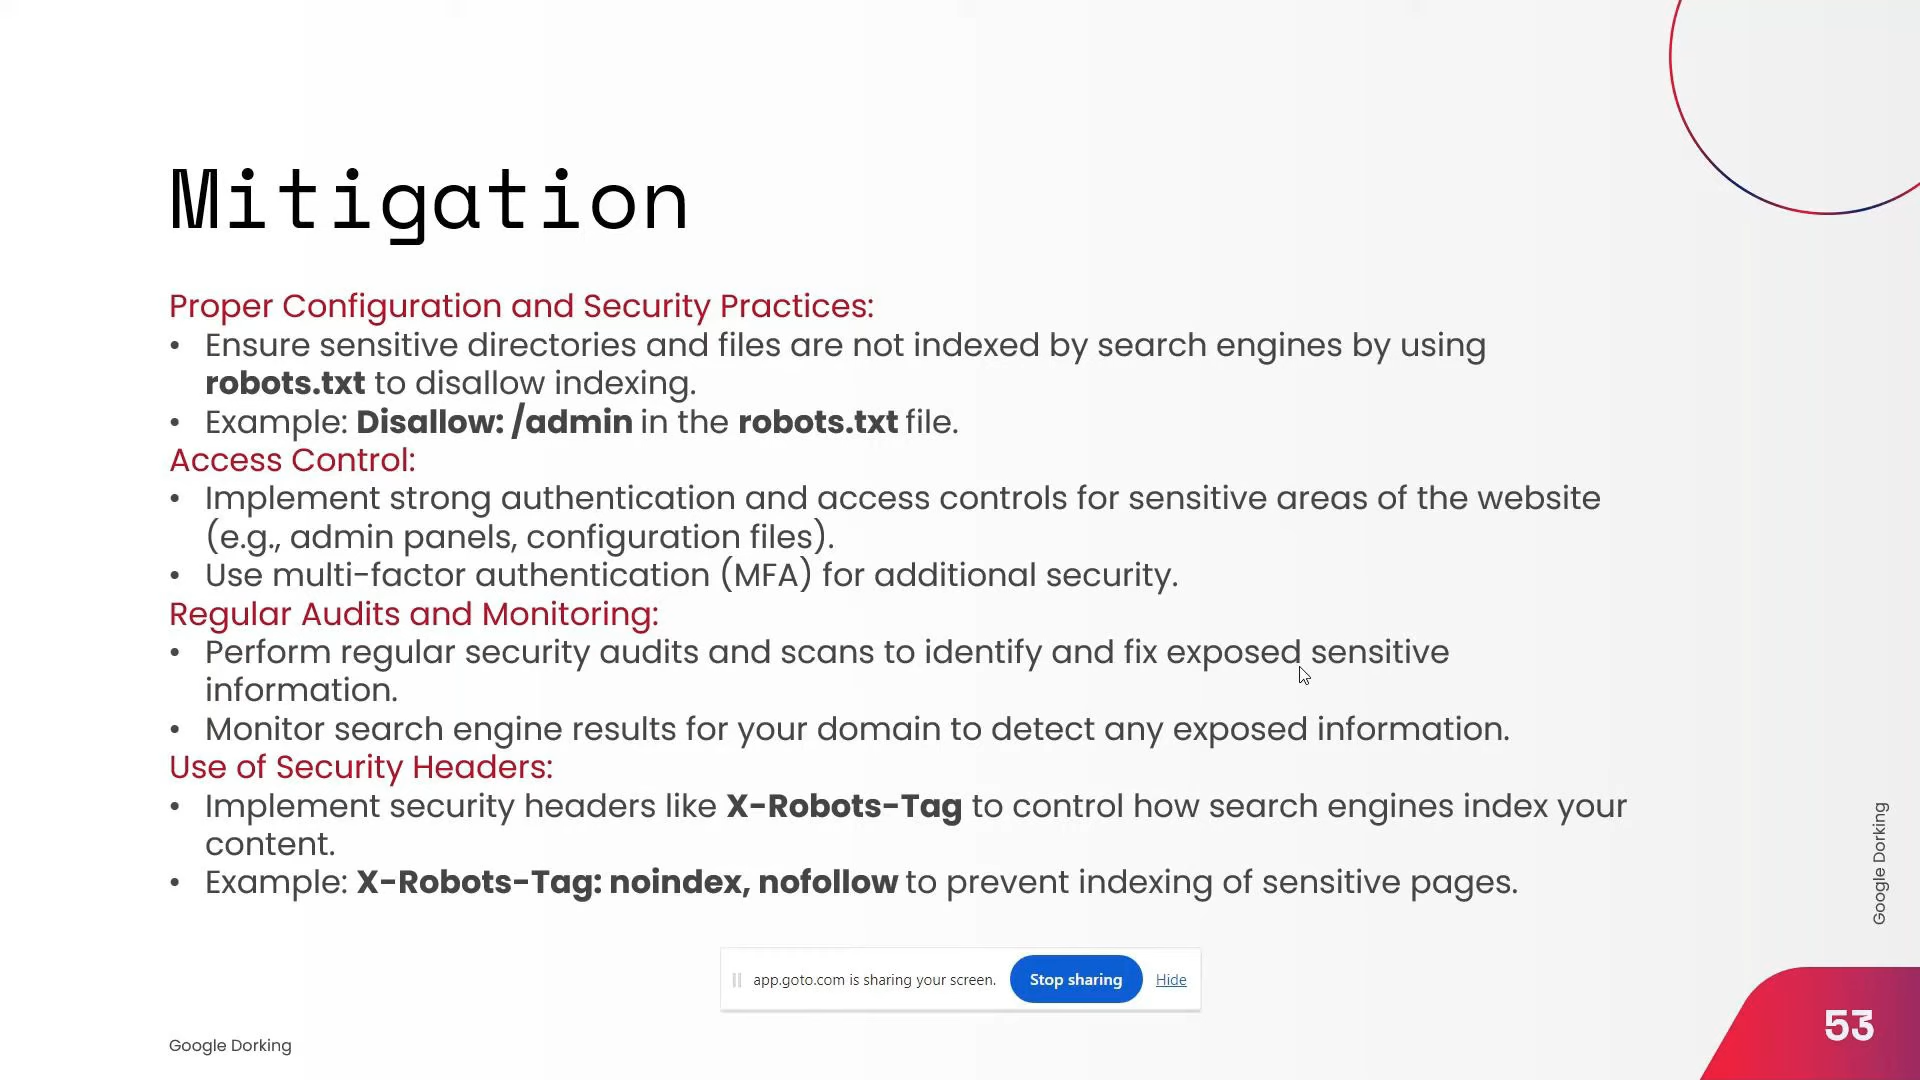 Mitigation
Proper Configuration and Security Practices:
• Ensure sensitive directories and files are not indexed by search engines by using
robots.txt to disallow indexing.
• Example: Disallow: /admin in the robots.txt file.
Access Control:
• Implement strong authentication and access controls for sensitive areas of the website
(e.g., admin panels, configuration files).
• Use multi-factor authentication (MFA) for additional security.
Regular Audits and Monitoring:
• Perform regular security audits and scans to identify and fix exposed sensitive
information.
• Monitor search engine results for your domain to detect any exposed information.
Use of Security Headers:
• Implement security headers like X-Robots-Tag to control how search engines index your
content.
• Example: X-Robots-Tag: noindex, nofollow to prevent indexing of sensitive pages.
Google Dorking
app.goto.com is sharing your screen. Stop sharing Hide
Google Dorking
53